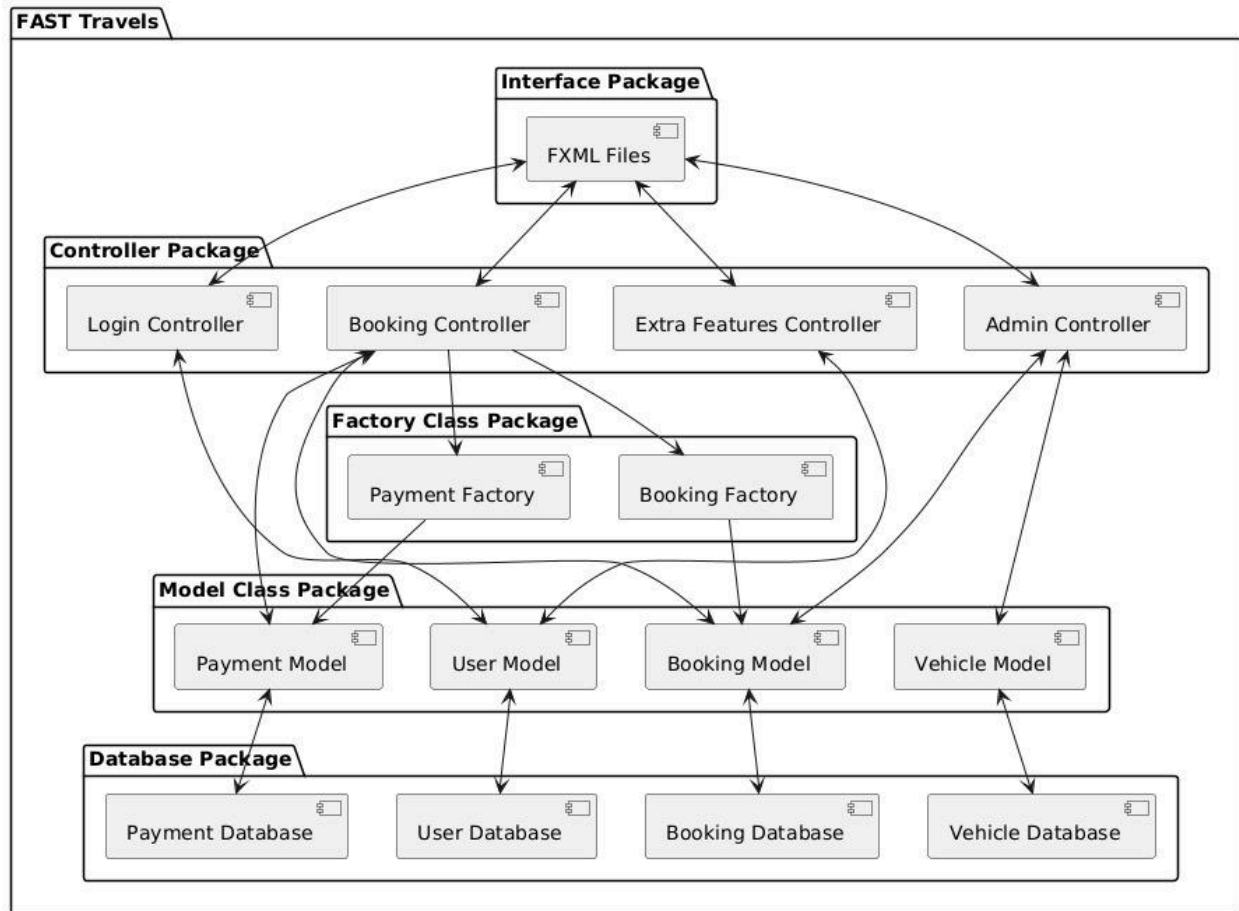 FAST Travels
Interface Package
FXML Files
Controller Package
Login Controller
Booking Controller
Extra Features Controller
Admin Controller
Factory Class Package
Payment Factory
Booking Factory
Model Class Package
Payment Model
User Model
Booking Model
Vehicle Model
Database Package
Payment Database
User Database
Booking Database
Vehicle Database